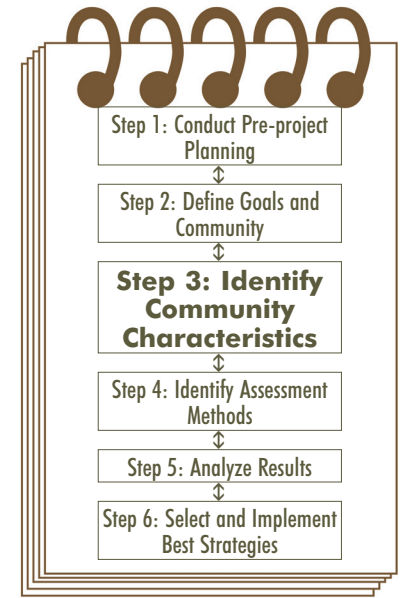 Step 1: Conduct Pre-project
Planning
Step 2: Define Goals and
Community
Step 3: Identify
Community
Characteristics
Step 4: Identify Assessment
Methods
Step 5: Analyze Results
Step 6: Select and Implement
Best Strategies